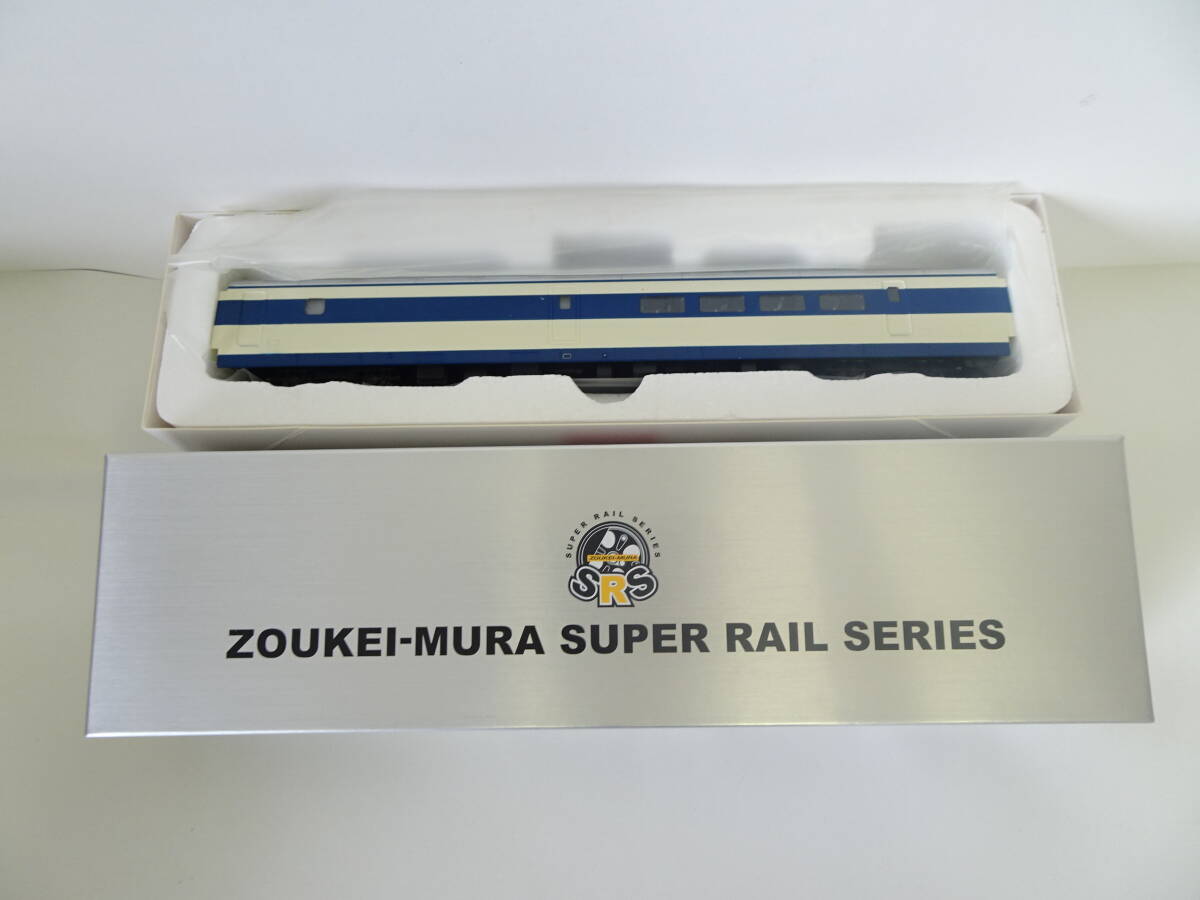 SUPER RAIL SERIES
ZOUKEI-MURA
SRS
ZOUKEI-MURA SUPER RAIL SERIES